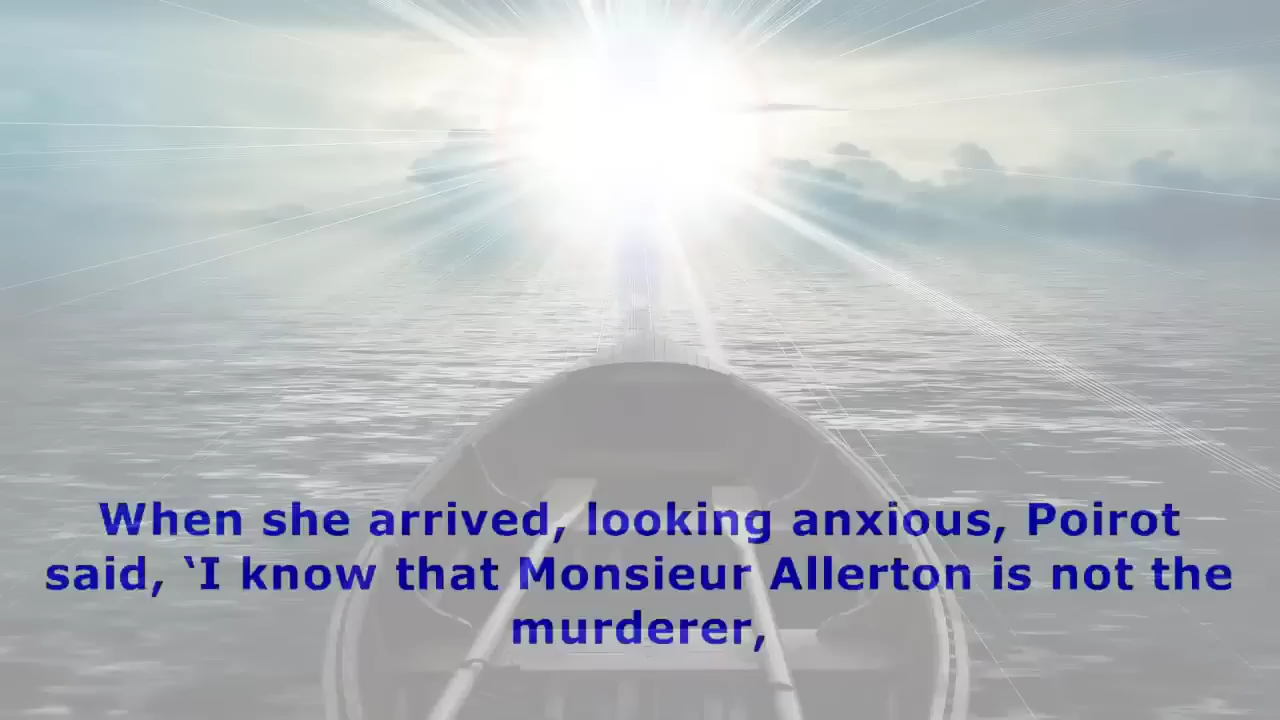 When she arrived, looking anxious, Poirot
said, ‘I know that Monsieur Allerton is not the
murderer,